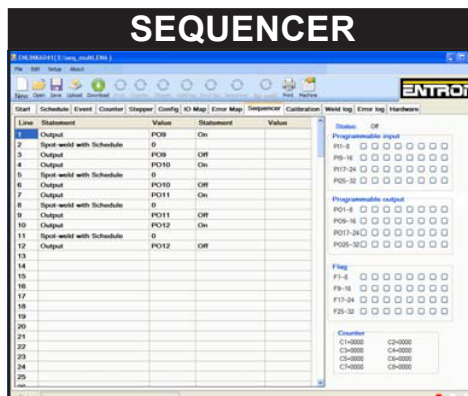 SEQUENCER
File Edit Setup About
New Open Save Upload Download Print Machine
ENTRON
Start Schedule Event Counter Stepper Config IO Map Error Map Sequencer Calibration Weld log Error log Hardware
Line Statement Value Statement Value
1 Output PO9 On
2 Spot-weld with Schedule 0
3 Output PO9 Off
4 Output PO10 On
5 Spot-weld with Schedule 0
6 Output PO10 Off
7 Output PO11 On
8 Spot-weld with Schedule 0
9 Output PO11 Off
10 Output PO12 On
11 Spot-weld with Schedule 0
12 Output PO12 Off
13
14
15
16
17
18
19
20
21
22
23
24
25
Status Off
Programmable input
PI1-8
PI9-16
PI17-24
PI25-32
Programmable output
PO1-8
PO9-16
PO17-24
PO25-32
Flag
F1-8
F9-16
F17-24
F25-32
Counter
C1=0000 C2=0000
C3=0000 C4=0000
C5=0000 C6=0000
C7=0000 C8=0000